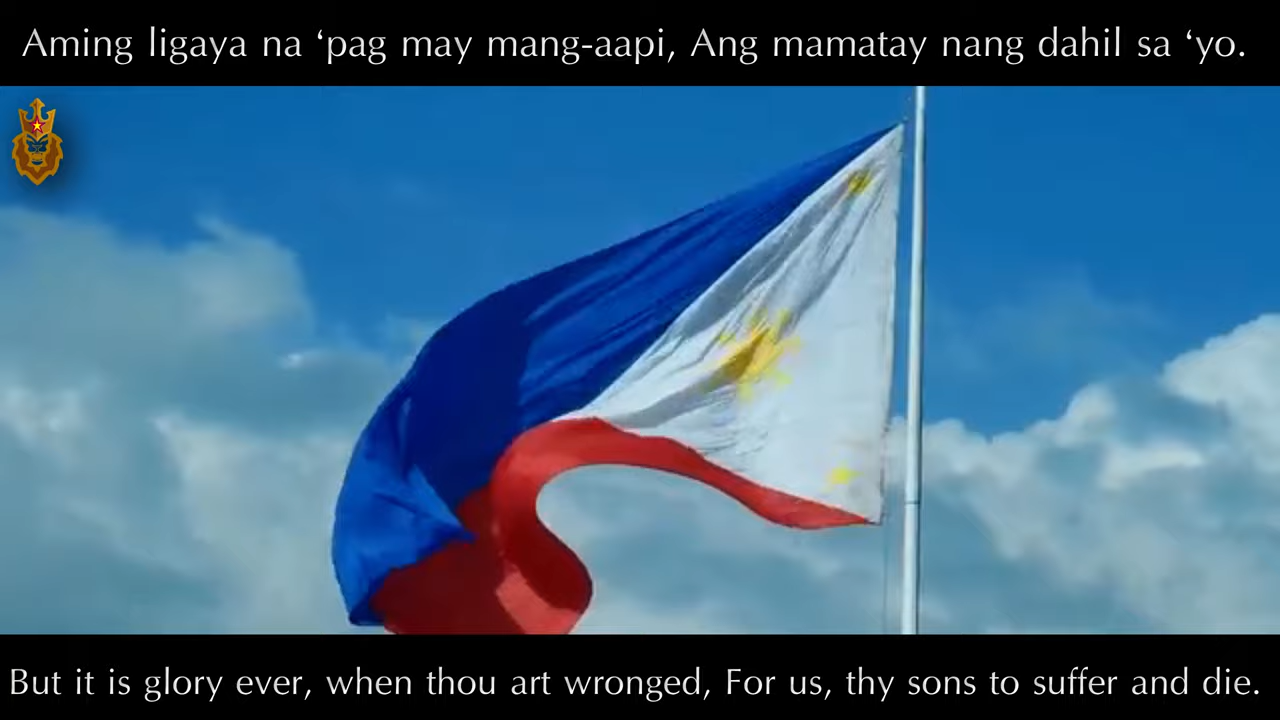 Aming ligaya na ‘pag may mang-aapi, Ang mamatay nang dahil sa ‘yo.
But it is glory ever, when thou art wronged, For us, thy sons to suffer and die.